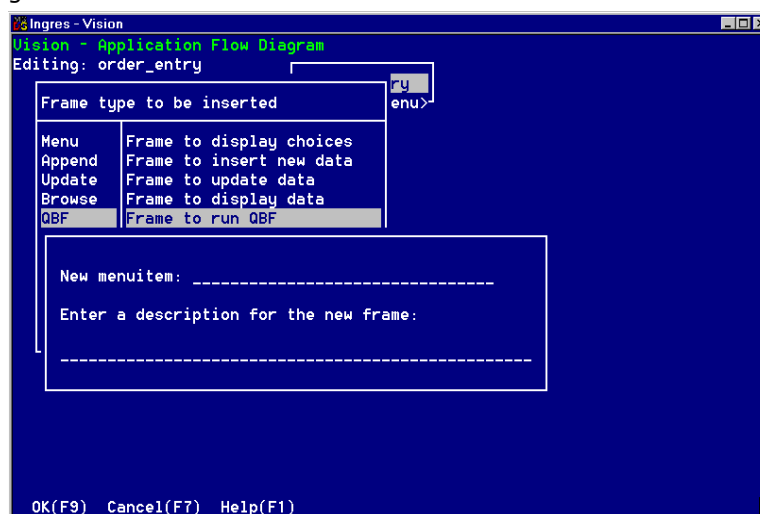 Ingres - Vision
Vision - Application Flow Diagram
Editing: order_entry
ry
Frame type to be inserted
enu>
Menu Frame to display choices
Append Frame to insert new data
Update Frame to update data
Browse Frame to display data
QBF Frame to run QBF
New menuitem: ________________________________
Enter a description for the new frame:
__________________________________________________
OK(F9) Cancel(F7) Help(F1)